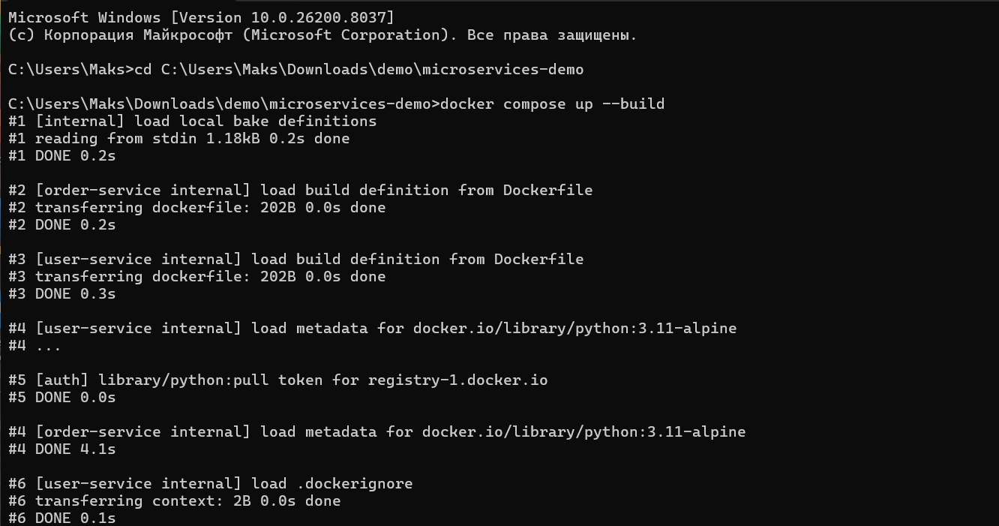 Microsoft Windows [Version 10.0.26200.8037]
(c) Корпорация Майкрософт (Microsoft Corporation). Все права защищены.
C:\Users\Maks>cd C:\Users\Maks\Downloads\demo\microservices-demo
C:\Users\Maks\Downloads\demo\microservices-demo>docker compose up --build
#1 [internal] load local bake definitions
#1 reading from stdin 1.18kB 0.2s done
#1 DONE 0.2s
#2 [order-service internal] load build definition from Dockerfile
#2 transferring dockerfile: 202B 0.0s done
#2 DONE 0.2s
#3 [user-service internal] load build definition from Dockerfile
#3 transferring dockerfile: 202B 0.0s done
#3 DONE 0.3s
#4 [user-service internal] load metadata for docker.io/library/python:3.11-alpine
#4 ...
#5 [auth] library/python:pull token for registry-1.docker.io
#5 DONE 0.0s
#4 [order-service internal] load metadata for docker.io/library/python:3.11-alpine
#4 DONE 4.1s
#6 [user-service internal] load .dockerignore
#6 transferring context: 2B 0.0s done
#6 DONE 0.1s